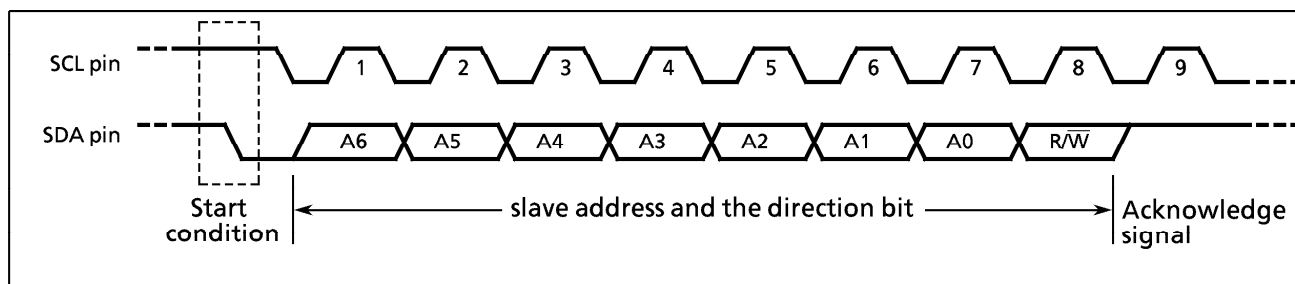 SCL pin 1 2 3 4 5 6 7 8 9
SDA pin A6 A5 A4 A3 A2 A1 A0 R/W̅
Start condition
slave address and the direction bit
Acknowledge signal